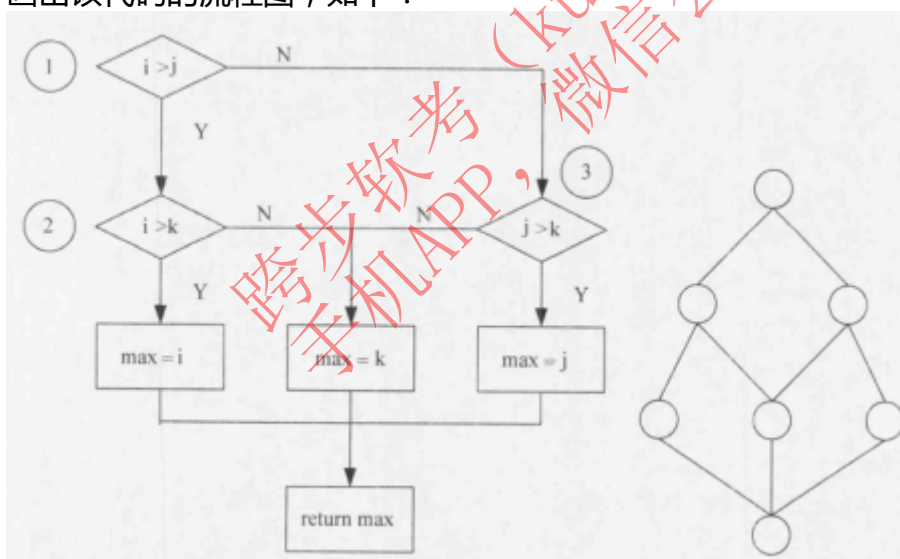 画出该代码的流程图，如下：
1
i >j
N
Y
3
2
i >k
N
N
j >k
Y
Y
max = i
max = k
max = j
return max
跨步软考（ku
手机APP，微信公